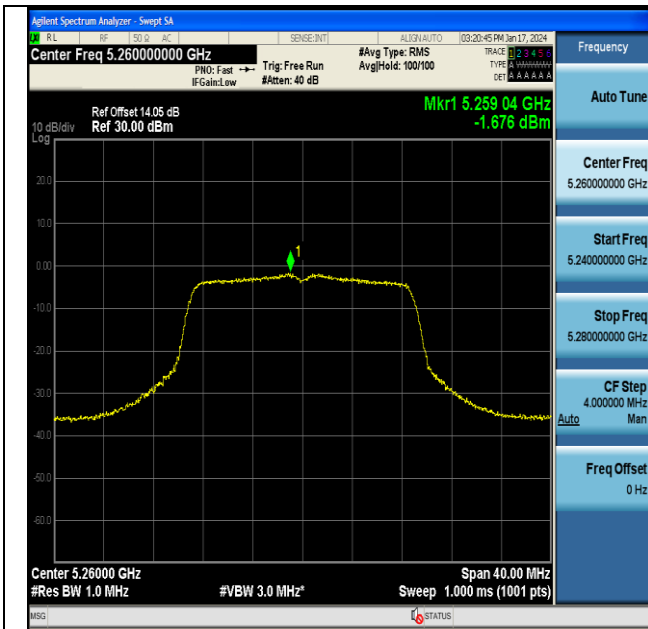 Agilent Spectrum Analyzer - Swept SA
RL RF 50 Ω AC SENSE:INT ALIGNAUTO 03:20:45 PM Jan 17, 2024
Center Freq 5.260000000 GHz
PNO: Fast
IFGain:Low
Trig: Free Run
#Atten: 40 dB
#Avg Type: RMS
Avg|Hold: 100/100
TRACE 1 2 3 4 5 6
TYPE A
DET A A A A A A
Ref Offset 14.05 dB
10 dB/div Ref 30.00 dBm
Log
Mkr1 5.259 04 GHz
-1.676 dBm
20.0
10.0
0.00
-10.0
-20.0
-30.0
-40.0
-50.0
-60.0
1
Center 5.26000 GHz Span 40.00 MHz
#Res BW 1.0 MHz #VBW 3.0 MHz* Sweep 1.000 ms (1001 pts)
MSG STATUS
Frequency
Auto Tune
Center Freq
5.260000000 GHz
Start Freq
5.240000000 GHz
Stop Freq
5.280000000 GHz
CF Step
4.000000 MHz
Auto Man
Freq Offset
0 Hz